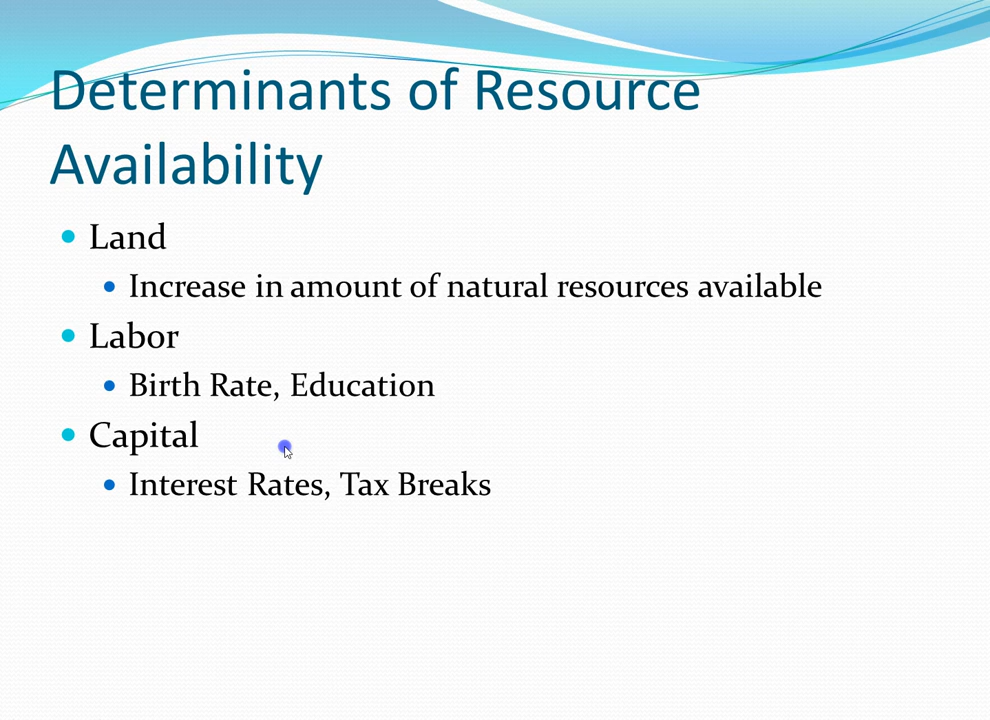 Determinants of Resource
Availability
Land
Increase in amount of natural resources available
Labor
Birth Rate, Education
Capital
Interest Rates, Tax Breaks